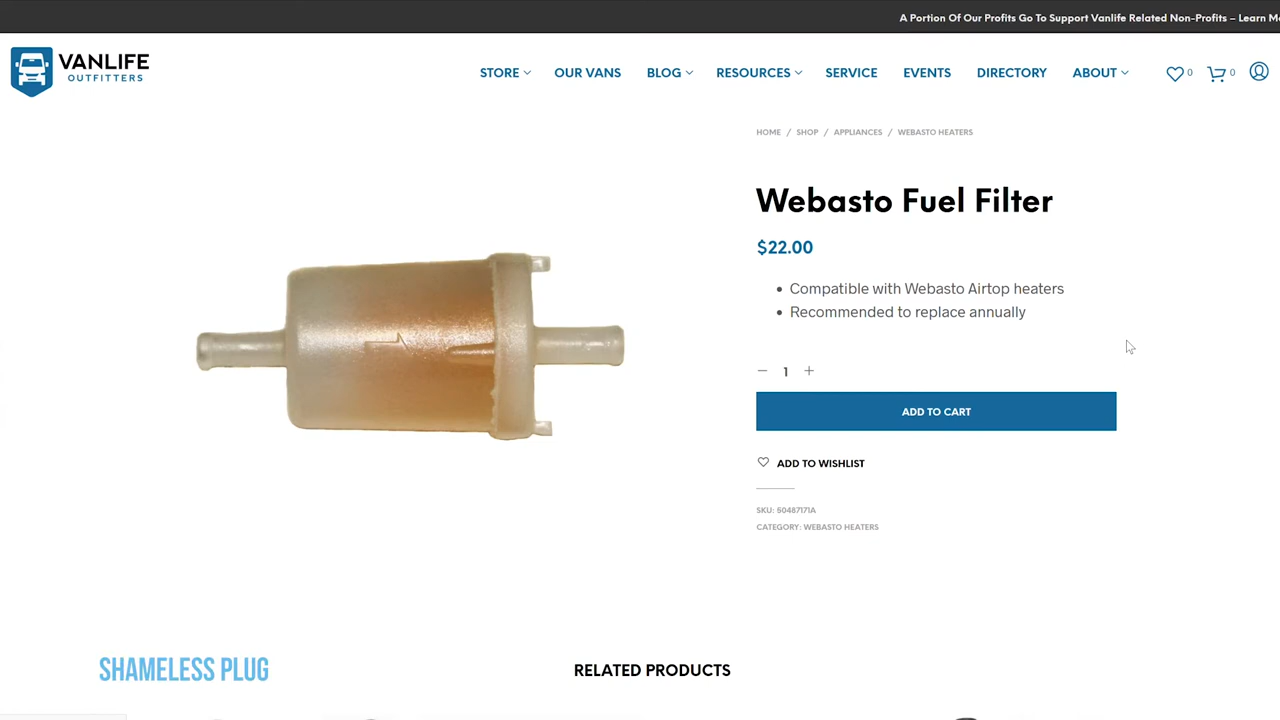 A Portion Of Our Profits Go To Support Vanlife Related Non-Profits – Learn
VANLIFE
OUTFITTERS
STORE OUR VANS BLOG RESOURCES SERVICE EVENTS DIRECTORY ABOUT 0 0
HOME / SHOP / APPLIANCES / WEBASTO HEATERS
Webasto Fuel Filter
$22.00
• Compatible with Webasto Airtop heaters
• Recommended to replace annually
− 1 +
ADD TO CART
ADD TO WISHLIST
SKU: 50487171A
CATEGORY: WEBASTO HEATERS
SHAMELESS PLUG
RELATED PRODUCTS